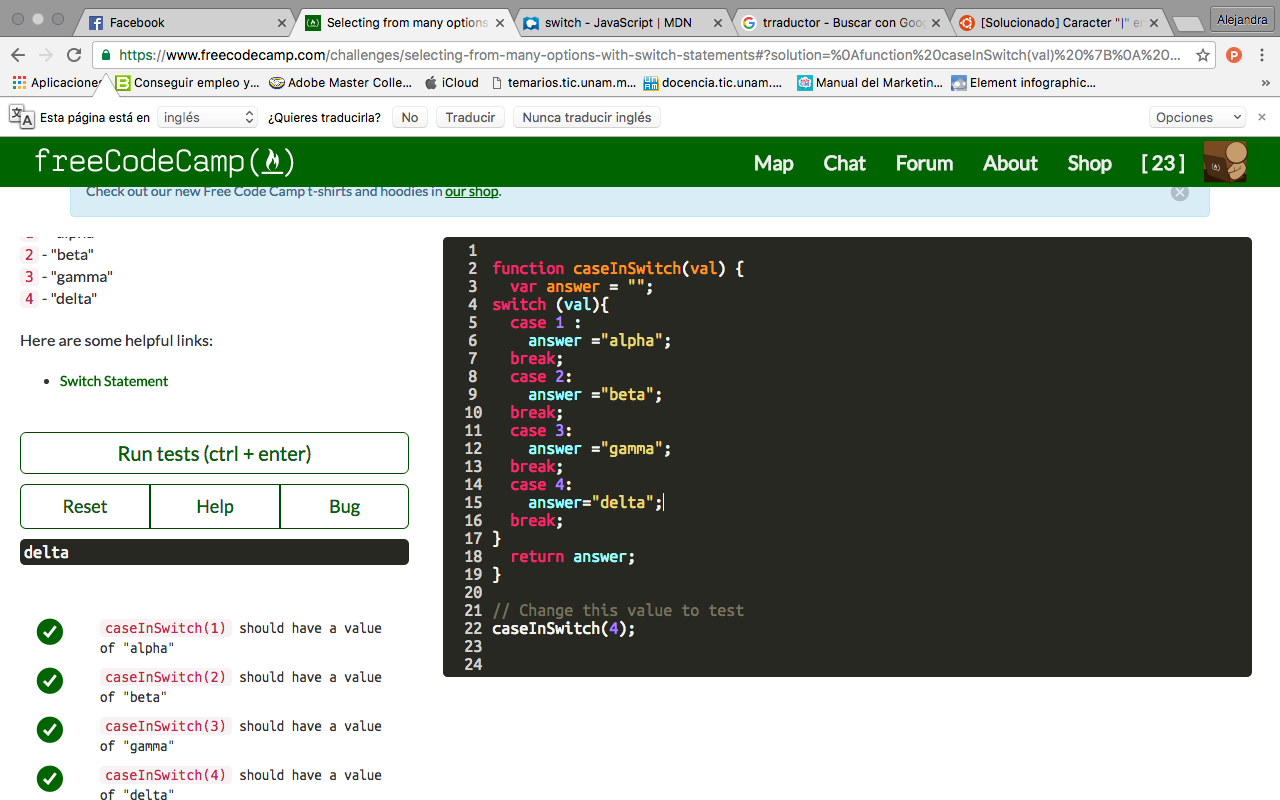 Facebook
Selecting from many options
switch - JavaScript | MDN
trraductor - Buscar con Goog
[Solucionado] Caracter "|" en
Alejandra
https://www.freecodecamp.com/challenges/selecting-from-many-options-with-switch-statements#?solution=%0Afunction%20caseInSwitch(val)%20%7B%0A%20...
Aplicaciones
Conseguir empleo y...
Adobe Master Colle...
iCloud
temarios.tic.unam.m...
docencia.tic.unam....
Manual del Marketin...
Element infographic...
»
Esta página está en
inglés
¿Quieres traducirla?
No
Traducir
Nunca traducir inglés
Opciones
freeCodeCamp
Map
Chat
Forum
About
Shop
[ 23 ]
Check out our new Free Code Camp t-shirts and hoodies in our shop.
1 - "alpha"
2 - "beta"
3 - "gamma"
4 - "delta"
Here are some helpful links:
Switch Statement
Run tests (ctrl + enter)
Reset
Help
Bug
delta
caseInSwitch(1) should have a value
of "alpha"
caseInSwitch(2) should have a value
of "beta"
caseInSwitch(3) should have a value
of "gamma"
caseInSwitch(4) should have a value
of "delta"
1
2 function caseInSwitch(val) {
3 var answer = "";
4 switch (val){
5 case 1 :
6 answer ="alpha";
7 break;
8 case 2:
9 answer ="beta";
10 break;
11 case 3:
12 answer ="gamma";
13 break;
14 case 4:
15 answer="delta";
16 break;
17 }
18 return answer;
19 }
20
21 // Change this value to test
22 caseInSwitch(4);
23
24